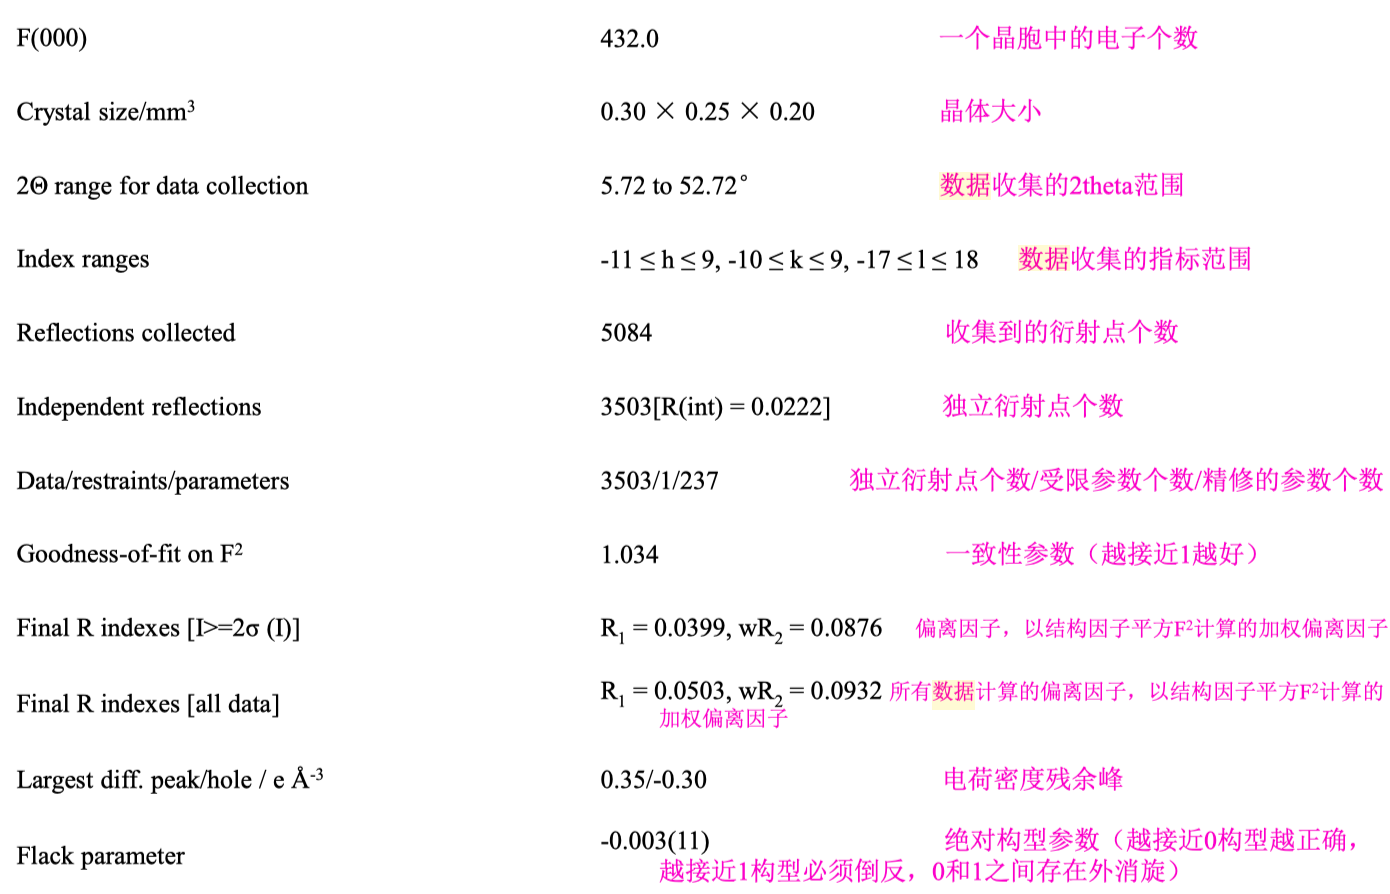 F(000) 432.0 一个晶胞中的电子个数
Crystal size/mm³ 0.30 × 0.25 × 0.20 晶体大小
2Θ range for data collection 5.72 to 52.72° 数据收集的2theta范围
Index ranges -11 ≤ h ≤ 9, -10 ≤ k ≤ 9, -17 ≤ l ≤ 18 数据收集的指标范围
Reflections collected 5084 收集到的衍射点个数
Independent reflections 3503[R(int) = 0.0222] 独立衍射点个数
Data/restraints/parameters 3503/1/237 独立衍射点个数/受限参数个数/精修的参数个数
Goodness-of-fit on F² 1.034 一致性参数（越接近1越好）
Final R indexes [I>=2σ (I)] R₁ = 0.0399, wR₂ = 0.0876 偏离因子，以结构因子平方F²计算的加权偏离因子
Final R indexes [all data] R₁ = 0.0503, wR₂ = 0.0932 所有数据计算的偏离因子，以结构因子平方F²计算的
加权偏离因子
Largest diff. peak/hole / e Å⁻³ 0.35/-0.30 电荷密度残余峰
Flack parameter -0.003(11) 绝对构型参数（越接近0构型越正确，
越接近1构型必须倒反，0和1之间存在外消旋）